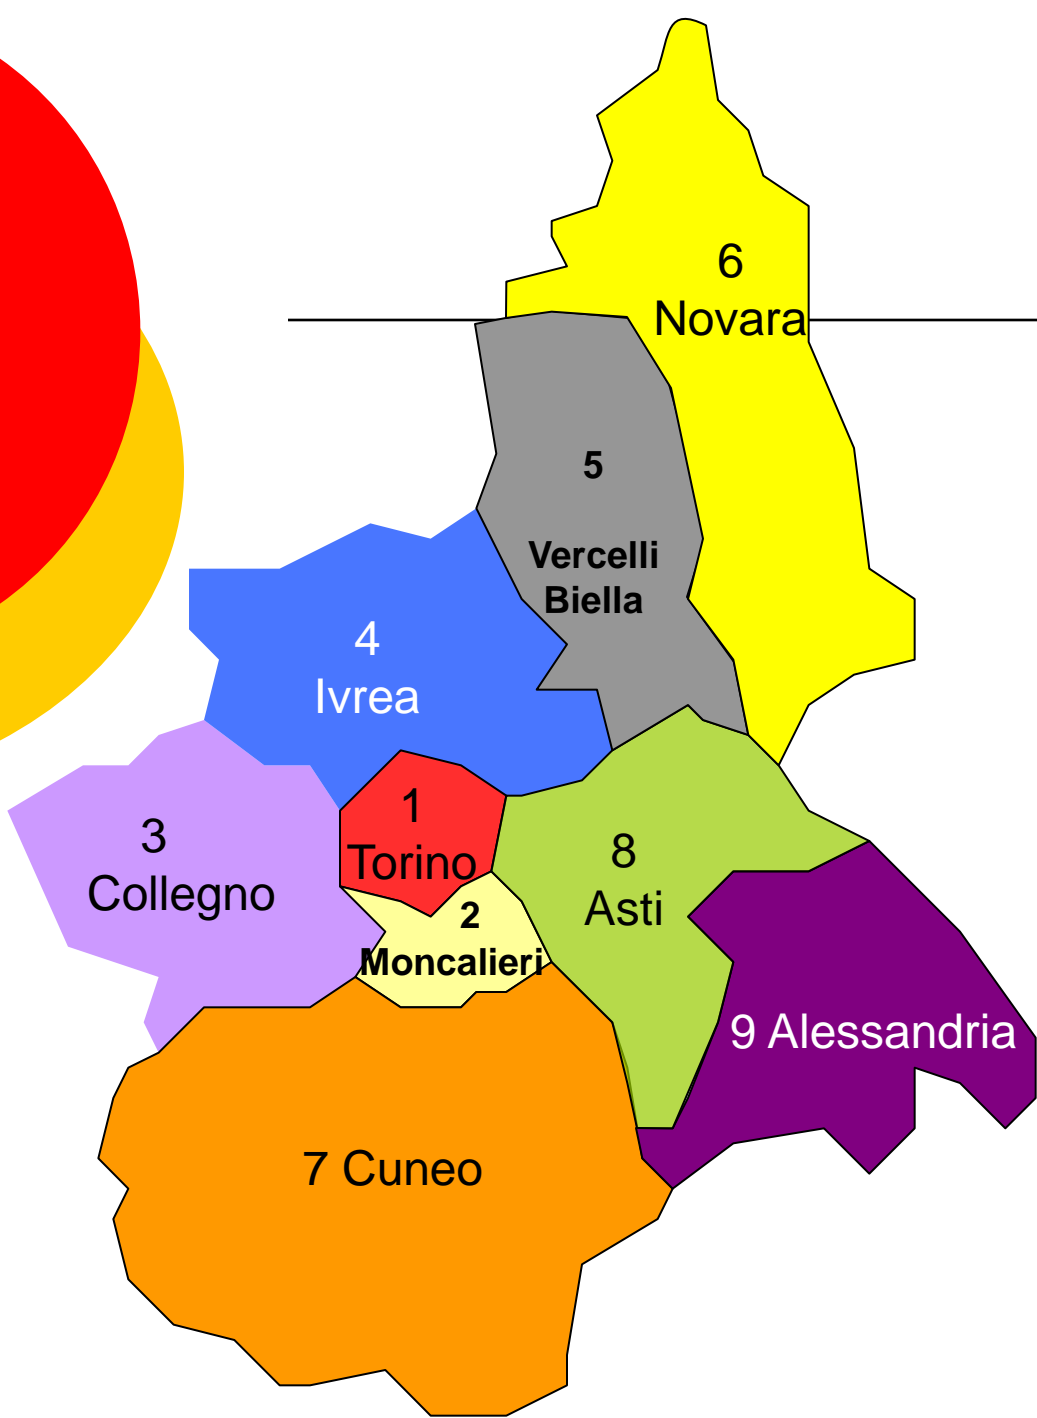 6
Novara
5
Vercelli
Biella
4
Ivrea
1
Torino
3
Collegno
8
Asti
2
Moncalieri
9 Alessandria
7 Cuneo